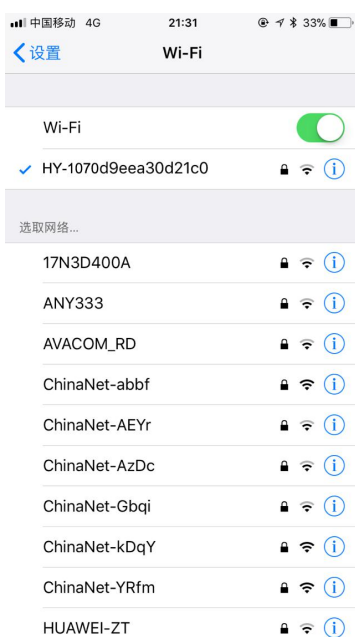 中国移动 4G 21:31 33%
设置 Wi-Fi
Wi-Fi
HY-1070d9eea30d21c0
选取网络...
17N3D400A
ANY333
AVACOM_RD
ChinaNet-abbf
ChinaNet-AEYr
ChinaNet-AzDc
ChinaNet-Gbqi
ChinaNet-kDqY
ChinaNet-YRfm
HUAWEI-ZT